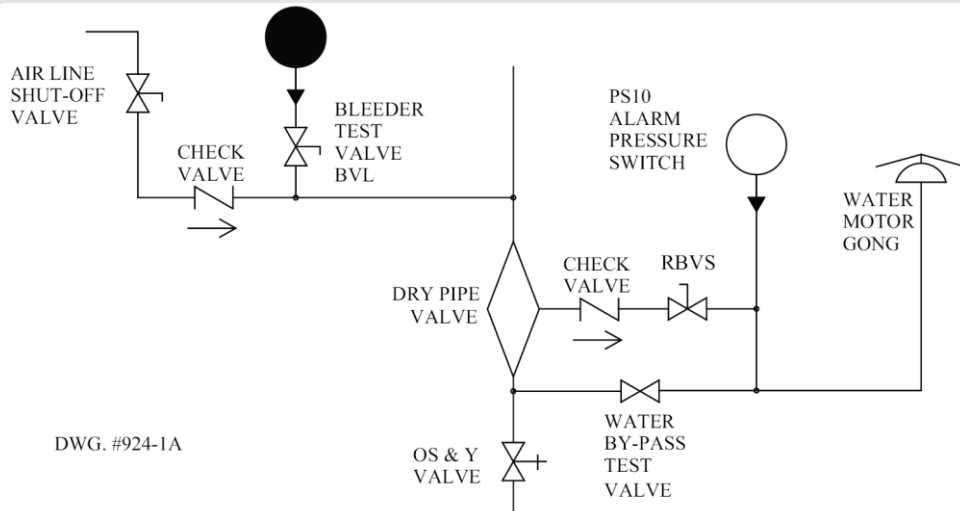 AIR LINE
SHUT-OFF
VALVE
CHECK
VALVE
BLEEDER
TEST
VALVE
BVL
PS10
ALARM
PRESSURE
SWITCH
WATER
MOTOR
GONG
DRY PIPE
VALVE
CHECK
VALVE
RBVS
WATER
BY-PASS
TEST
VALVE
OS & Y
VALVE
DWG. #924-1A